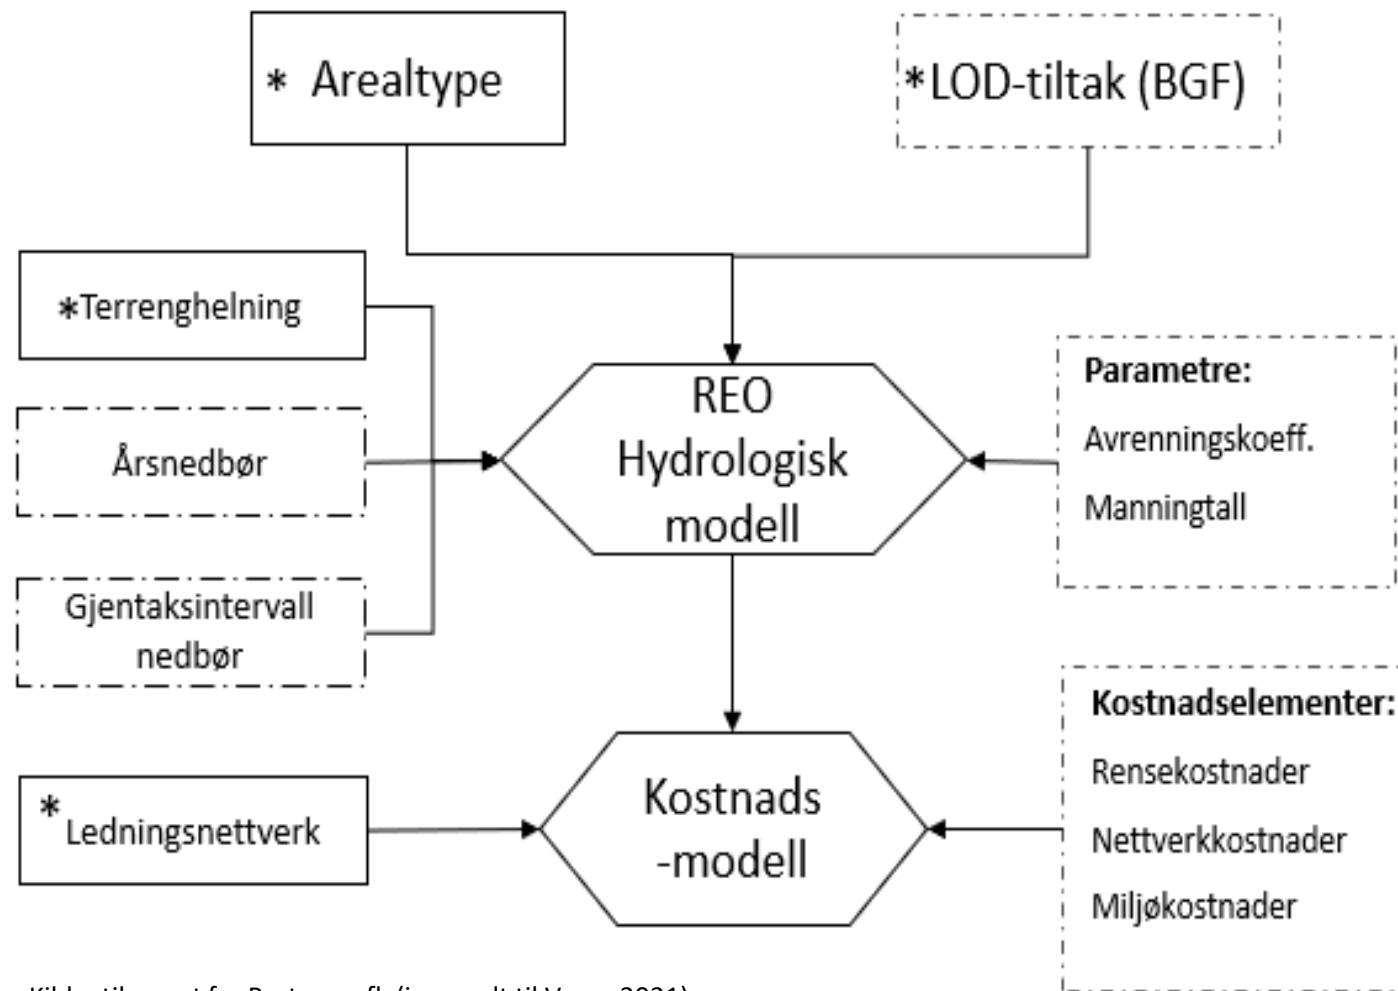 * Arealtype
*LOD-tiltak (BGF)
*Terrenghelning
Årsnedbør
Gjentaksintervall
nedbør
REO
Hydrologisk
modell
Parametre:
Avrenningskoeff.
Manningtall
*
Ledningsnettverk
Kostnads
-modell
Kostnadselementer:
Rensekostnader
Nettverkkostnader
Miljøkostnader